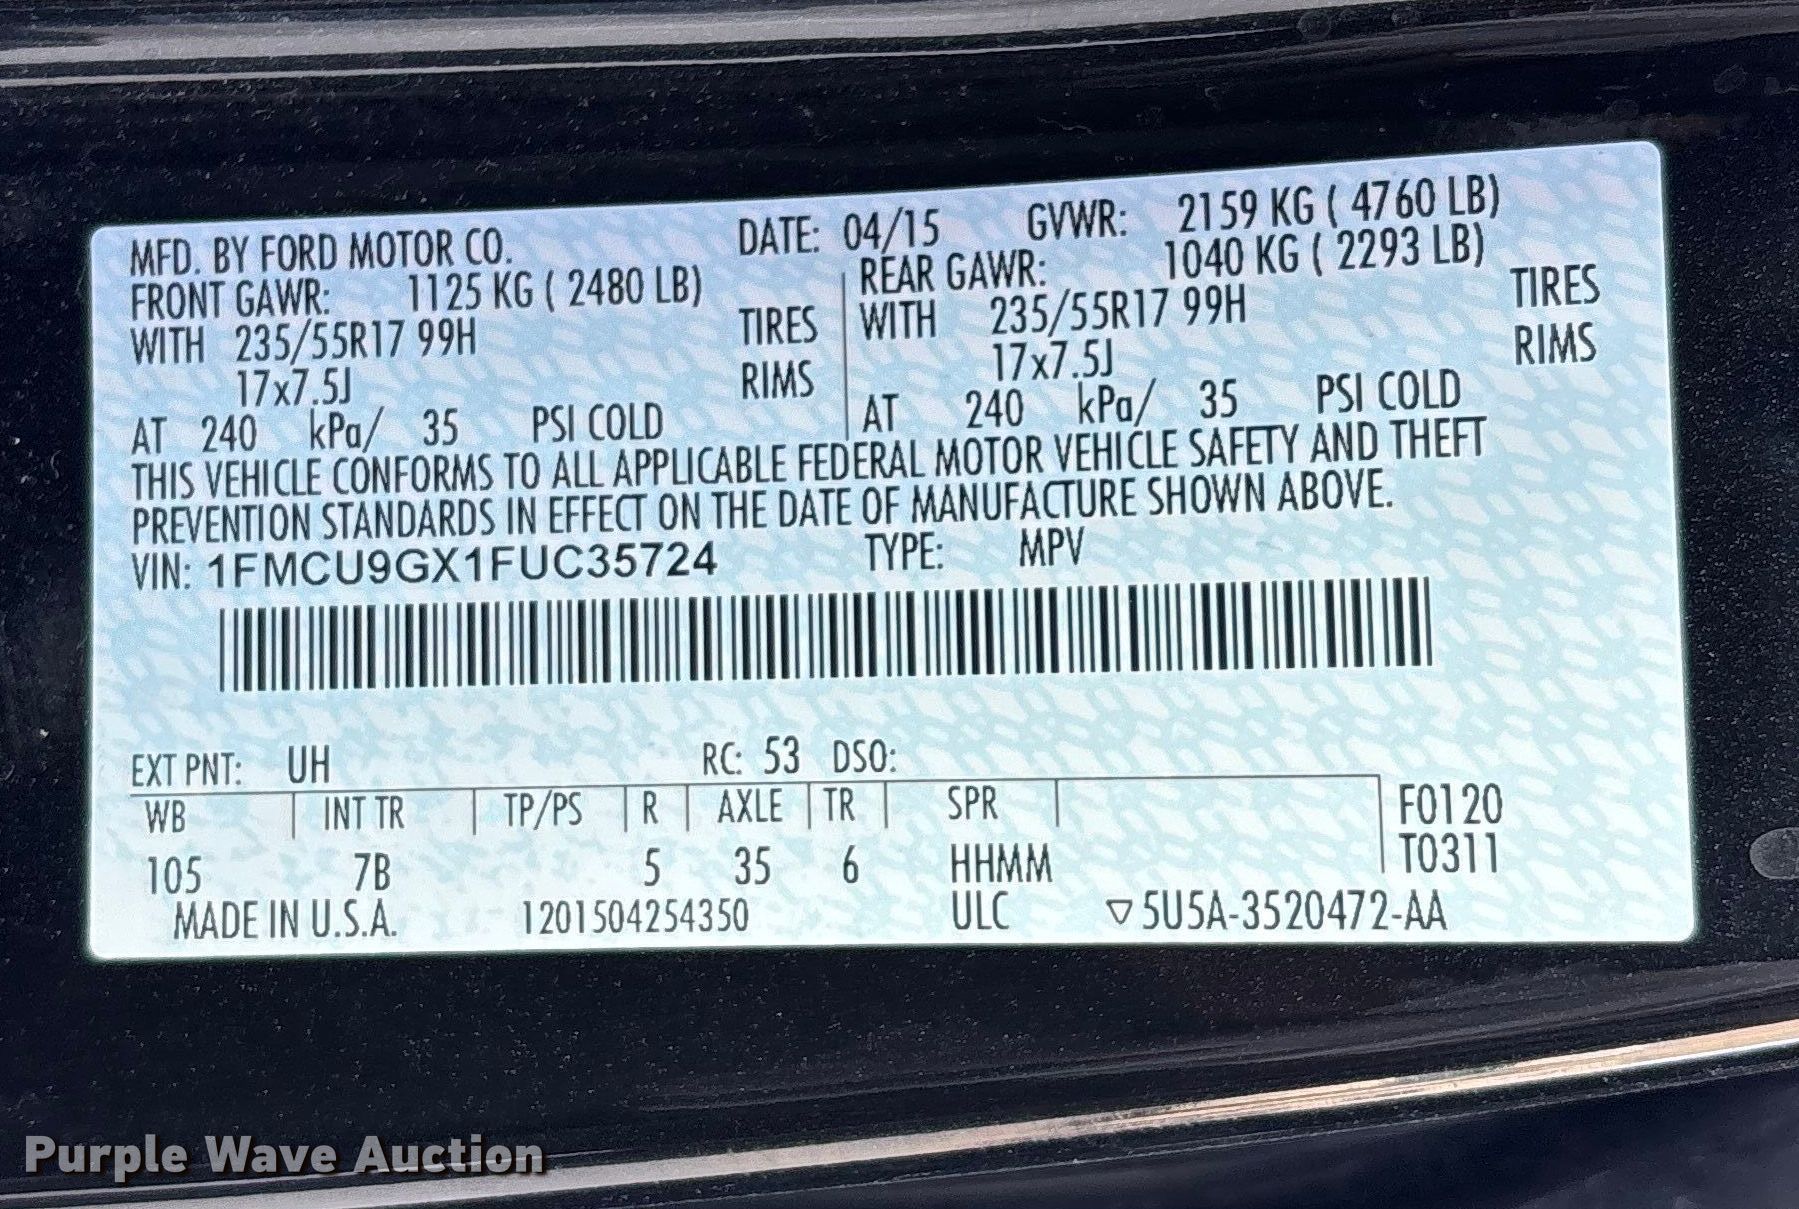 MFD. BY FORD MOTOR CO. DATE: 04/15 GVWR: 2159 KG ( 4760 LB)
FRONT GAWR: 1125 KG ( 2480 LB) REAR GAWR: 1040 KG ( 2293 LB)
WITH 235/55R17 99H TIRES WITH 235/55R17 99H TIRES
17x7.5J RIMS 17x7.5J RIMS
AT 240 kPa/ 35 PSI COLD AT 240 kPa/ 35 PSI COLD
THIS VEHICLE CONFORMS TO ALL APPLICABLE FEDERAL MOTOR VEHICLE SAFETY AND THEFT
PREVENTION STANDARDS IN EFFECT ON THE DATE OF MANUFACTURE SHOWN ABOVE.
VIN: 1FMCU9GX1FUC35724 TYPE: MPV
EXT PNT: UH RC: 53 DSO:
WB INT TR TP/PS R AXLE TR SPR F0120
105 7B 5 35 6 HHMM T0311
MADE IN U.S.A. 1201504254350 ULC ▽5U5A-3520472-AA
Purple Wave Auction